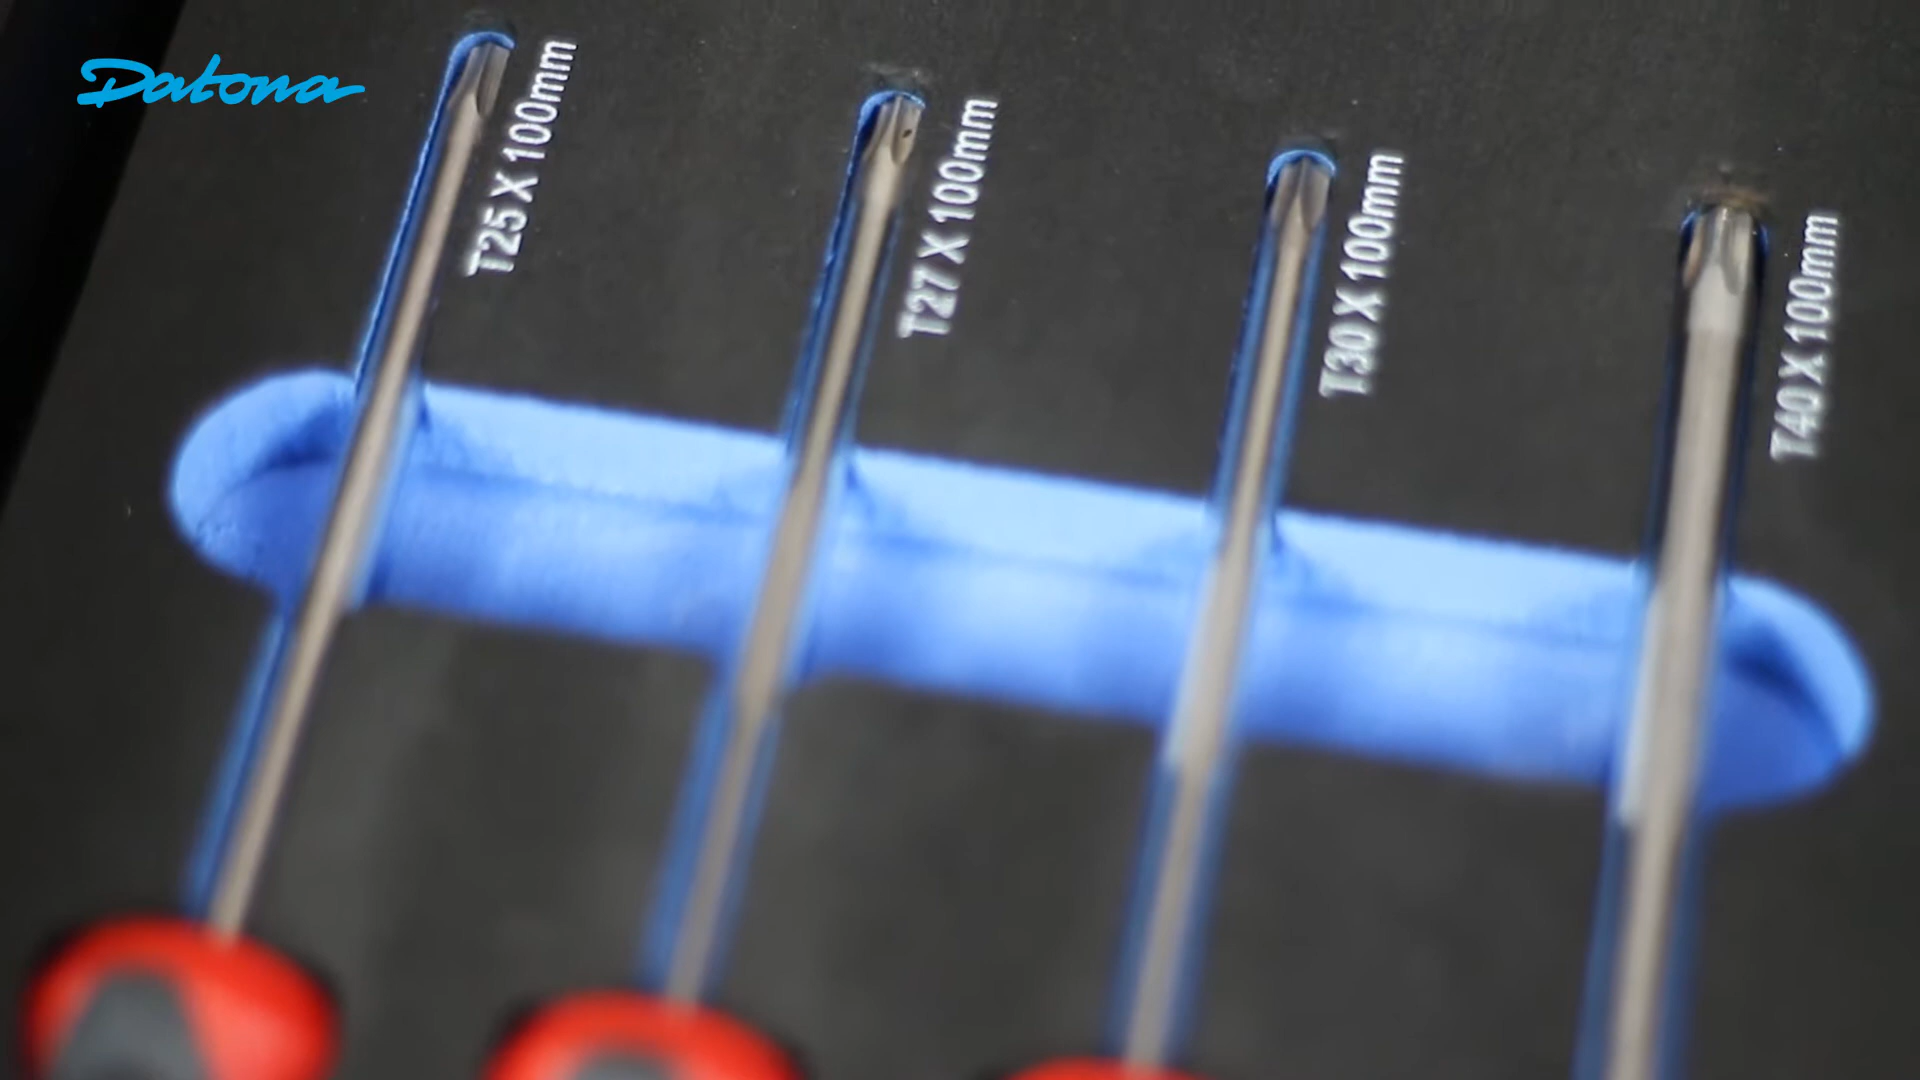 Datona
T25 X 100mm
T27 X 100mm
T30 X 100mm
T40 X 100mm